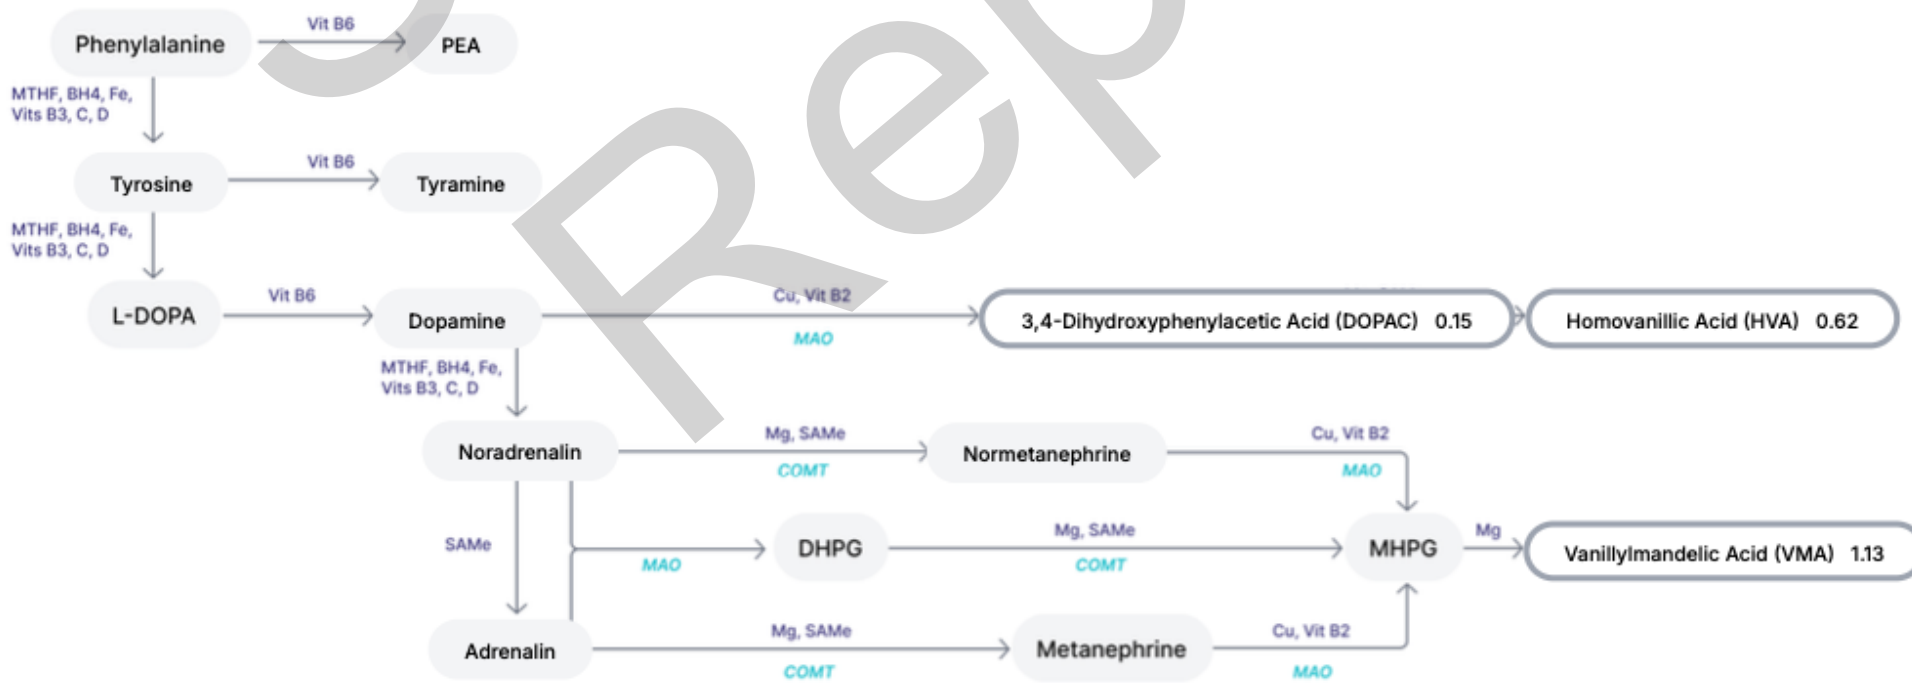 Phenylalanine
Vit B6
PEA
MTHF, BH4, Fe,
Vits B3, C, D
Tyrosine
Vit B6
Tyramine
MTHF, BH4, Fe,
Vits B3, C, D
L-DOPA
Vit B6
Dopamine
Cu, Vit B2
MAO
3,4-Dihydroxyphenylacetic Acid (DOPAC) 0.15
Homovanillic Acid (HVA) 0.62
MTHF, BH4, Fe,
Vits B3, C, D
Noradrenalin
Mg, SAMe
COMT
Normetanephrine
Cu, Vit B2
MAO
SAMe
MAO
DHPG
Mg, SAMe
COMT
MHPG
Mg
Vanillylmandelic Acid (VMA) 1.13
Adrenalin
Mg, SAMe
COMT
Metanephrine
Cu, Vit B2
MAO
Rep